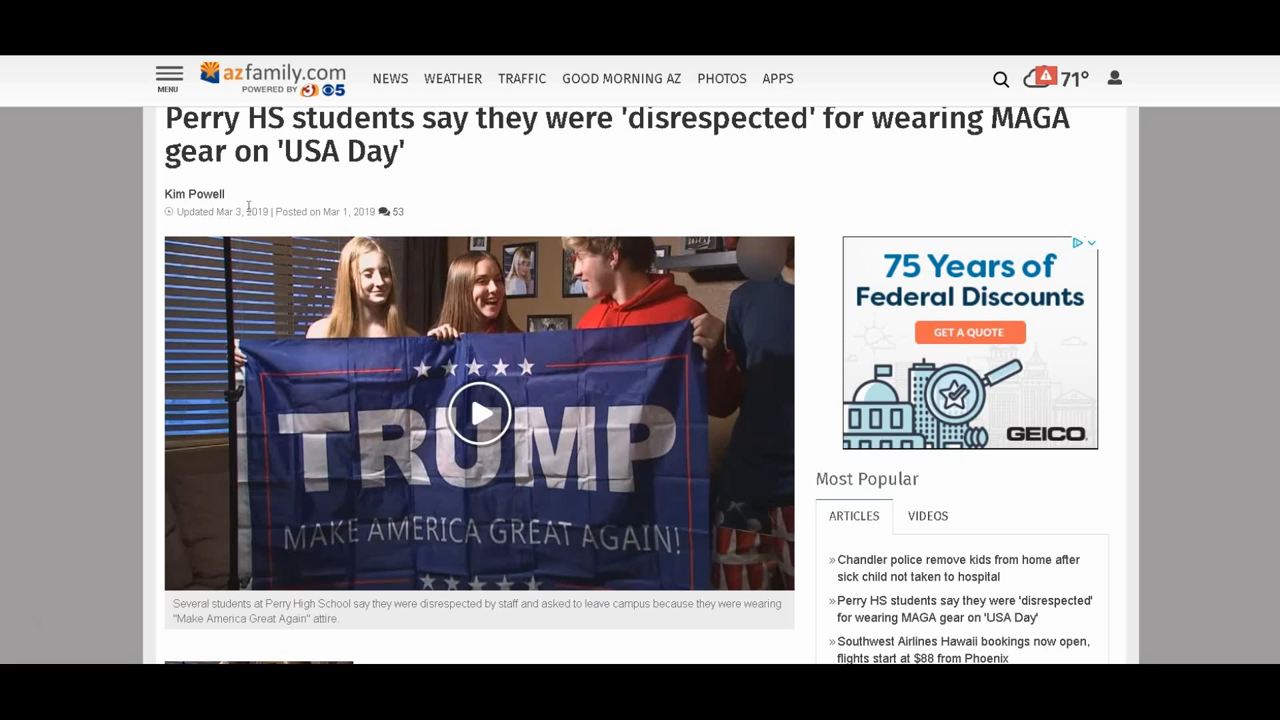 MENU
azfamily.com
POWERED BY 3 CBS 5
NEWS WEATHER TRAFFIC GOOD MORNING AZ PHOTOS APPS
71°
Perry HS students say they were 'disrespected' for wearing MAGA
gear on 'USA Day'
Kim Powell
Updated Mar 3, 2019 | Posted on Mar 1, 2019 53
TRUMP
MAKE AMERICA GREAT AGAIN!
Several students at Perry High School say they were disrespected by staff and asked to leave campus because they were wearing
"Make America Great Again" attire.
75 Years of
Federal Discounts
GET A QUOTE
GEICO
Most Popular
ARTICLES VIDEOS
» Chandler police remove kids from home after
sick child not taken to hospital
» Perry HS students say they were 'disrespected'
for wearing MAGA gear on 'USA Day'
» Southwest Airlines Hawaii bookings now open,
flights start at $88 from Phoenix